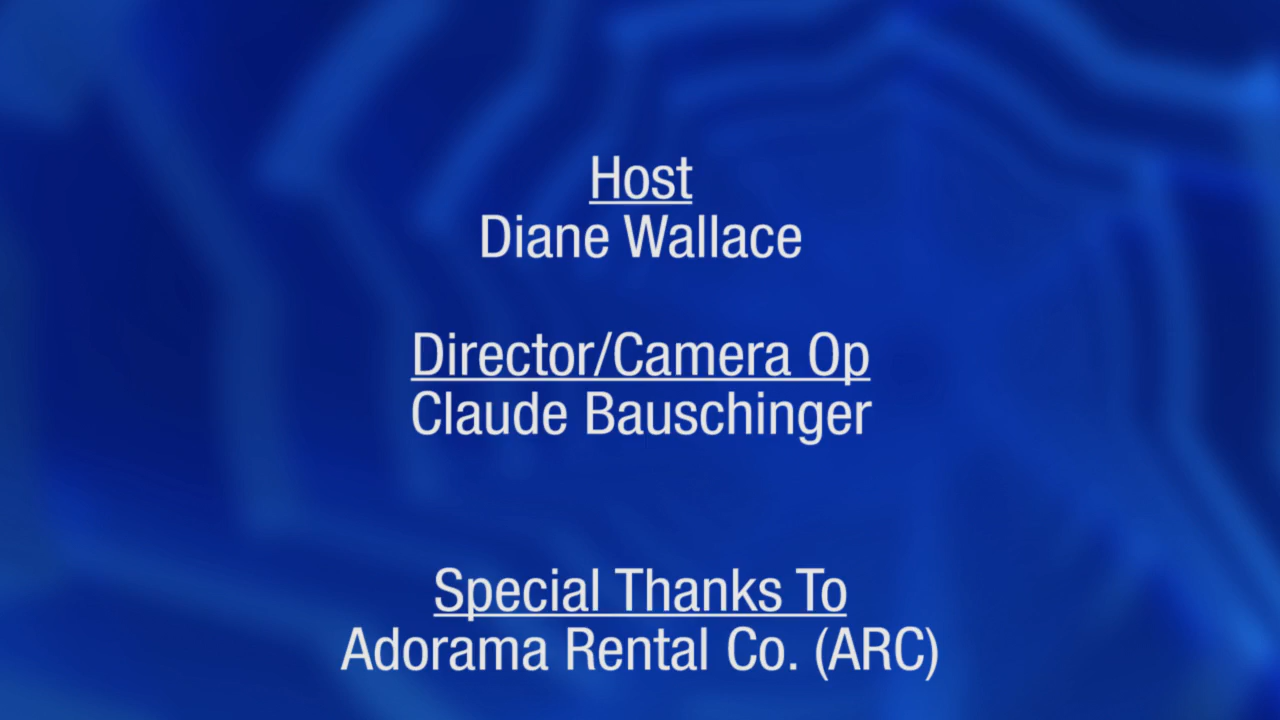 Host
Diane Wallace
Director/Camera Op
Claude Bauschinger
Special Thanks To
Adorama Rental Co. (ARC)